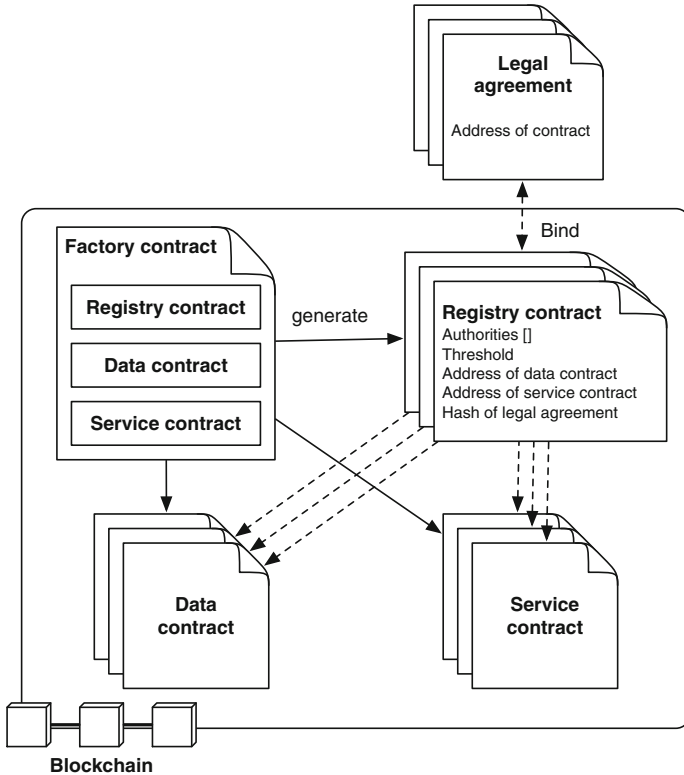 Legal
agreement
Address of contract
Bind
Factory contract
Registry contract
Data contract
Service contract
generate
Registry contract
Authorities []
Threshold
Address of data contract
Address of service contract
Hash of legal agreement
Data
contract
Service
contract
Blockchain